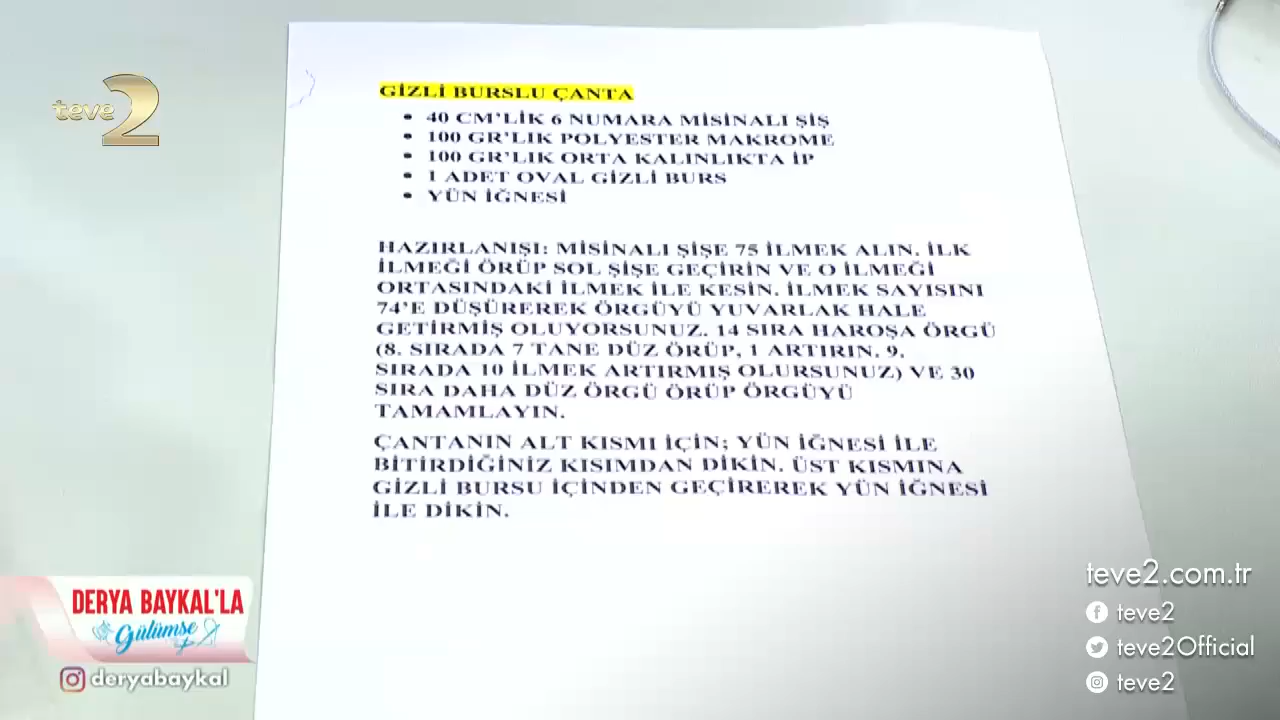 teve2
GİZLİ BURSLU ÇANTA
• 40 CM'LİK 6 NUMARA MİSİNALI ŞİŞ
• 100 GR'LIK POLYESTER MAKROME
• 100 GR'LIK ORTA KALINLIKTA İP
• 1 ADET OVAL GİZLİ BURS
• YÜN İĞNESİ
HAZIRLANIŞI: MİSİNALI ŞİŞE 75 İLMEK ALIN. İLK
İLMEĞİ ÖRÜP SOL ŞİŞE GEÇİRİN VE O İLMEĞİ
ORTASINDAKİ İLMEK İLE KESİN. İLMEK SAYISINI
74'E DÜŞÜREREK ÖRGÜYÜ YUVARLAK HALE
GETİRMİŞ OLUYORSUNUZ. 14 SIRA HAROŞA ÖRGÜ
(8. SIRADA 7 TANE DÜZ ÖRÜP, 1 ARTIRIN. 9.
SIRADA 10 İLMEK ARTIRMIŞ OLURSUNUZ) VE 30
SIRA DAHA DÜZ ÖRGÜ ÖRÜP ÖRGÜYÜ
TAMAMLAYIN.
ÇANTANIN ALT KISMI İÇİN; YÜN İĞNESİ İLE
BİTİRDİĞİNİZ KISIMDAN DİKİN. ÜST KISMINA
GİZLİ BURSU İÇİNDEN GEÇİREREK YÜN İĞNESİ
İLE DİKİN.
DERYA BAYKAL'LA
Gülümse
deryabaykal
teve2.com.tr
teve2
teve2Official
teve2